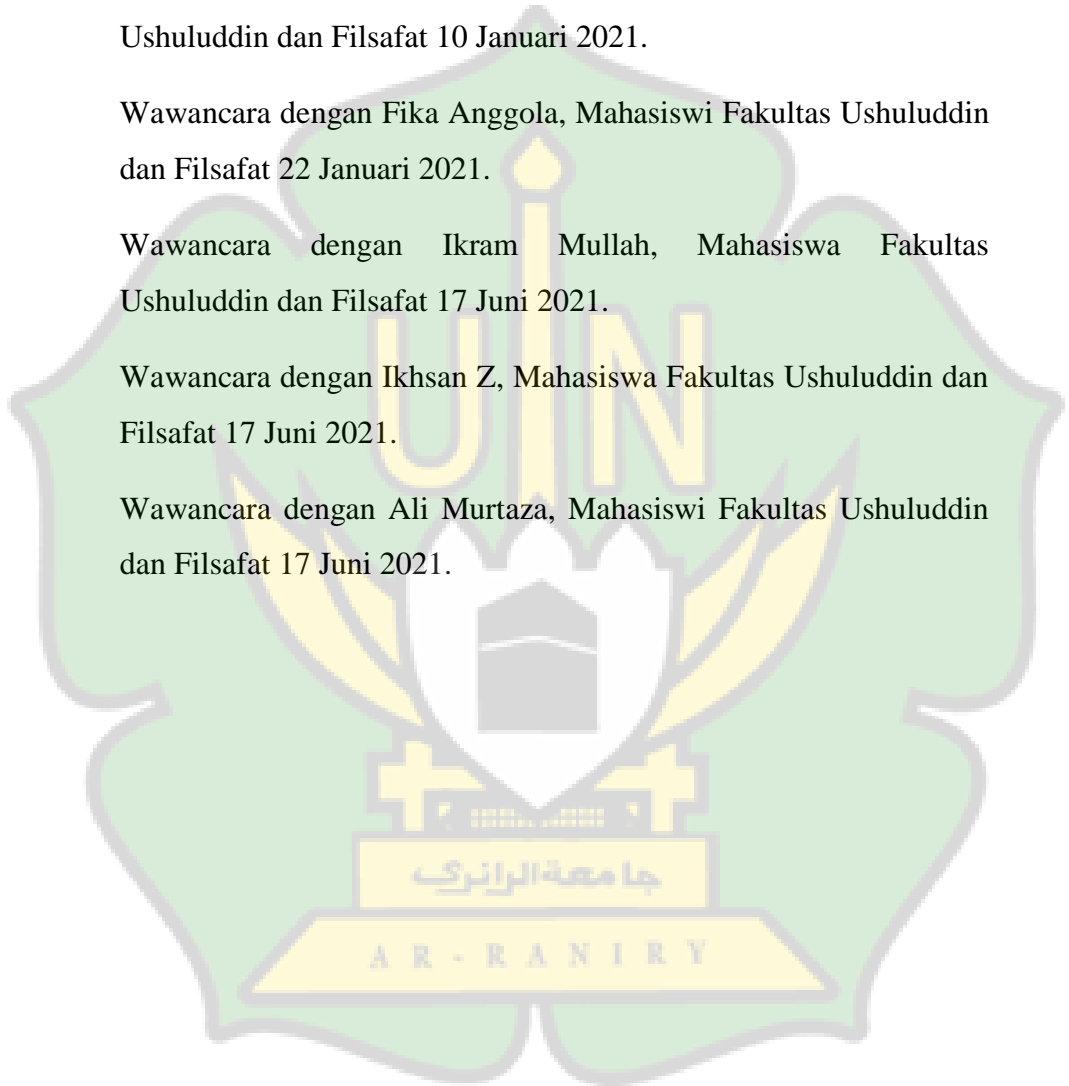 Ushuluddin dan Filsafat 10 Januari 2021.
Wawancara dengan Fika Anggola, Mahasiswi Fakultas Ushuluddin
dan Filsafat 22 Januari 2021.
Wawancara dengan Ikram Mullah, Mahasiswa Fakultas
Ushuluddin dan Filsafat 17 Juni 2021.
Wawancara dengan Ikhsan Z, Mahasiswa Fakultas Ushuluddin dan
Filsafat 17 Juni 2021.
Wawancara dengan Ali Murtaza, Mahasiswi Fakultas Ushuluddin
dan Filsafat 17 Juni 2021.
UIN
جامعة الرانري
AR-RANIRY